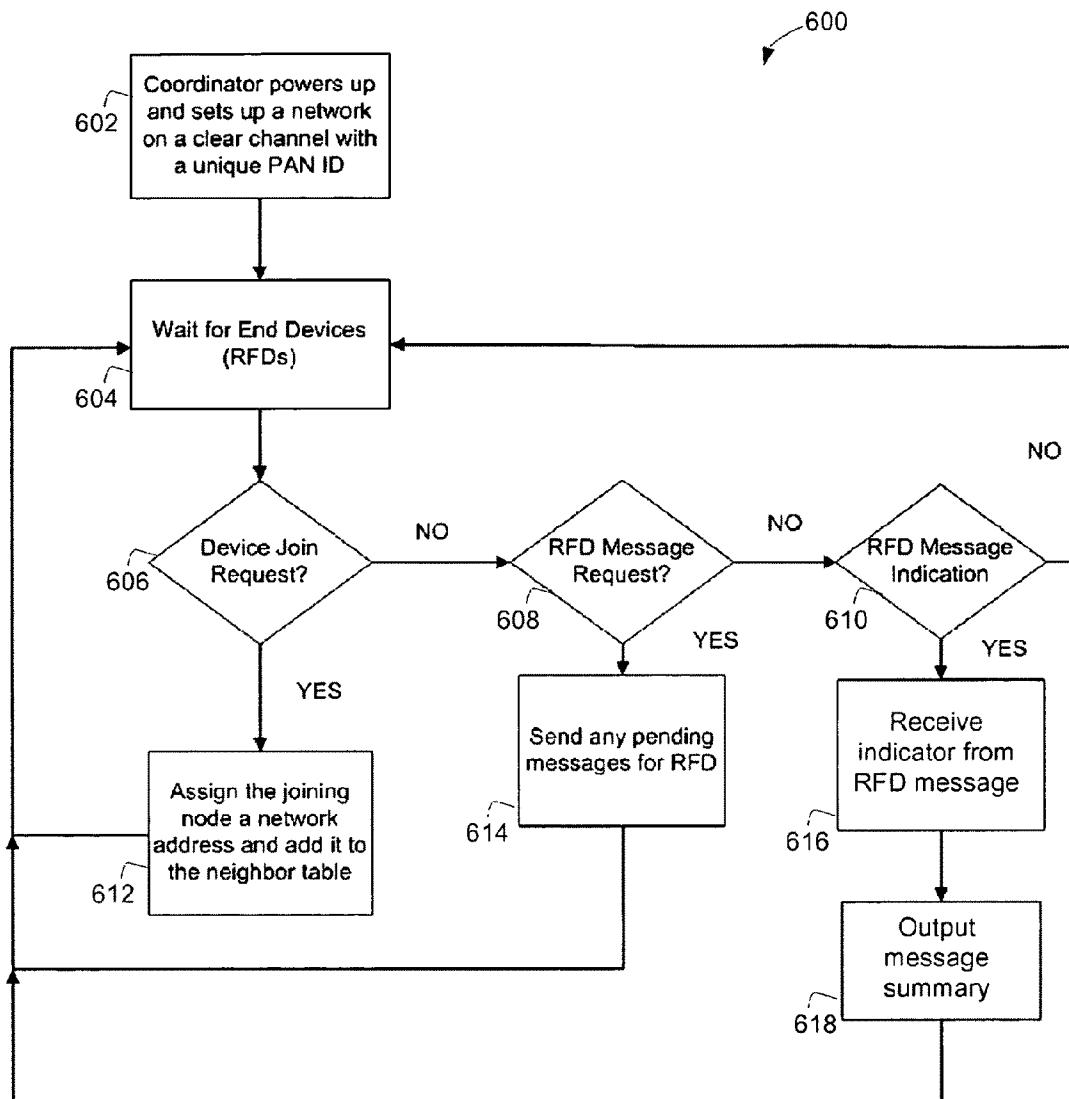 600
Coordinator powers up
and sets up a network
on a clear channel with
a unique PAN ID
602
Wait for End Devices
(RFDs)
604
NO
Device Join
Request?
606
NO
RFD Message
Request?
608
NO
RFD Message
Indication
610
YES
YES
YES
Assign the joining
node a network
address and add it to
the neighbor table
612
Send any pending
messages for RFD
614
Receive
indicator from
RFD message
616
Output
message
summary
618